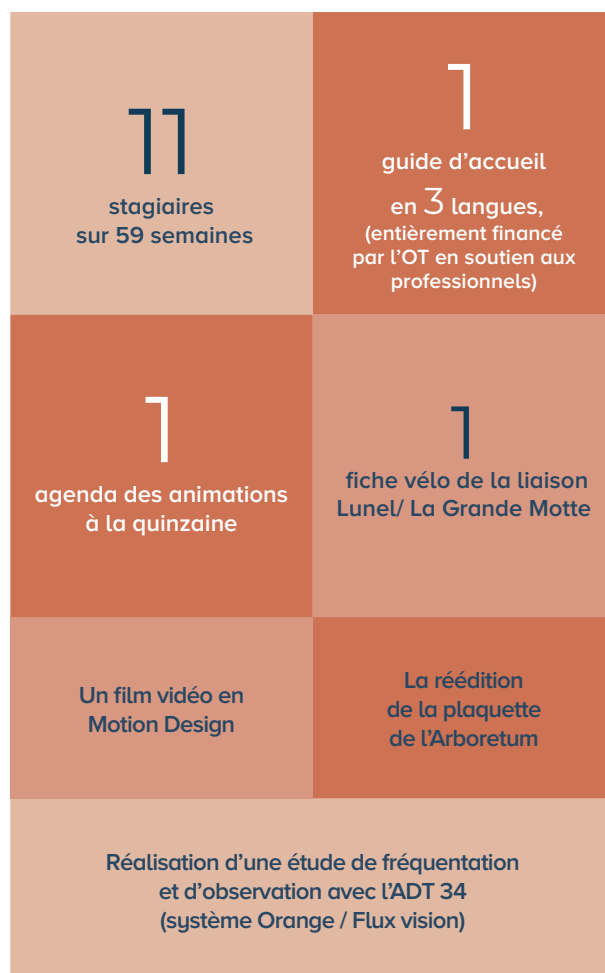 11
stagiaires
sur 59 semaines
1
guide d’accueil
en 3 langues,
(entièrement financé
par l’OT en soutien aux
professionnels)
1
agenda des animations
à la quinzaine
1
fiche vélo de la liaison
Lunel/ La Grande Motte
Un film vidéo en
Motion Design
La réédition
de la plaquette
de l’Arboretum
Réalisation d’une étude de fréquentation
et d’observation avec l’ADT 34
(système Orange / Flux vision)